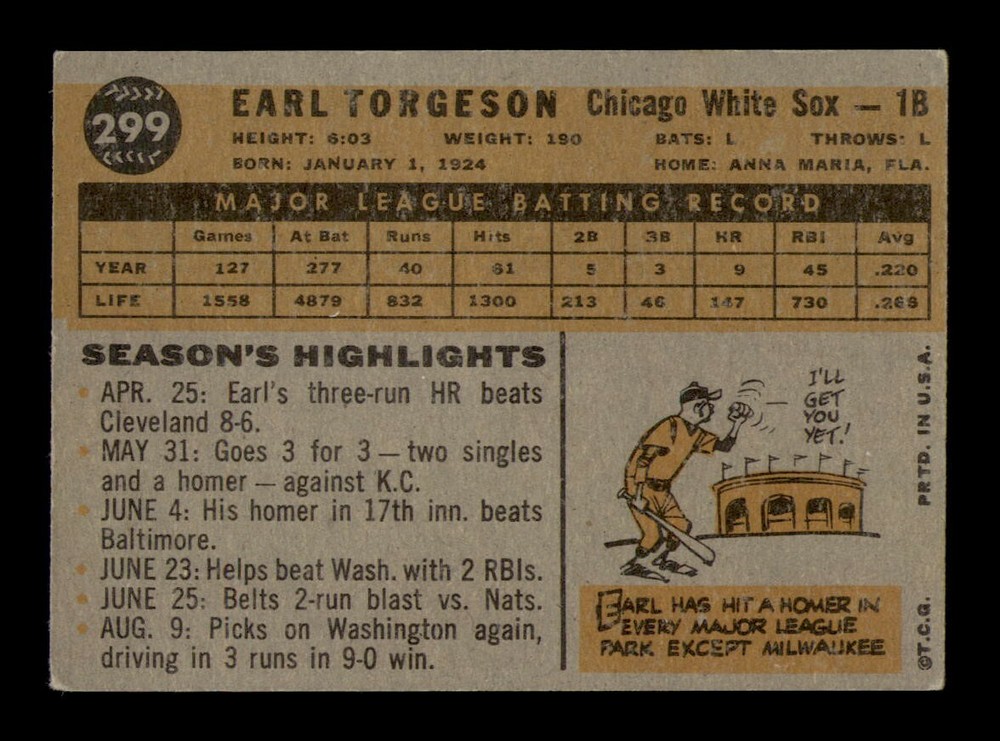 299
EARL TORGESON Chicago White Sox — 1B
HEIGHT: 6:03 WEIGHT: 190 BATS: L THROWS: L
BORN: JANUARY 1, 1924 HOME: ANNA MARIA, FLA.
MAJOR LEAGUE BATTING RECORD
Games At Bat Runs Hits 2B 3B HR RBI Avg
YEAR 127 277 40 61 5 3 9 45 .220
LIFE 1558 4879 832 1300 213 46 147 730 .266
SEASON'S HIGHLIGHTS
• APR. 25: Earl's three-run HR beats
Cleveland 8-6.
• MAY 31: Goes 3 for 3 — two singles
and a homer — against K.C.
• JUNE 4: His homer in 17th inn. beats
Baltimore.
• JUNE 23: Helps beat Wash. with 2 RBIs.
• JUNE 25: Belts 2-run blast vs. Nats.
• AUG. 9: Picks on Washington again,
driving in 3 runs in 9-0 win.
I'LL
GET
YOU
YET!
EARL HAS HIT A HOMER IN
EVERY MAJOR LEAGUE
PARK EXCEPT MILWAUKEE
©T.C.G. PRTD. IN U.S.A.